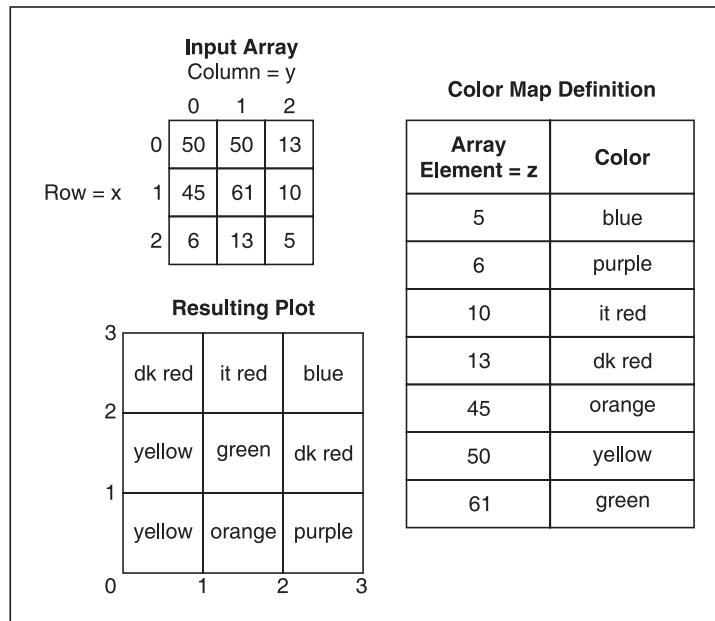 Input Array
Column = y
0 1 2
0 50 50 13
Row = x 1 45 61 10
2 6 13 5
Resulting Plot
3
dk red it red blue
2
yellow green dk red
1
yellow orange purple
0 1 2 3
Color Map Definition
Array Color
Element = z
5 blue
6 purple
10 it red
13 dk red
45 orange
50 yellow
61 green